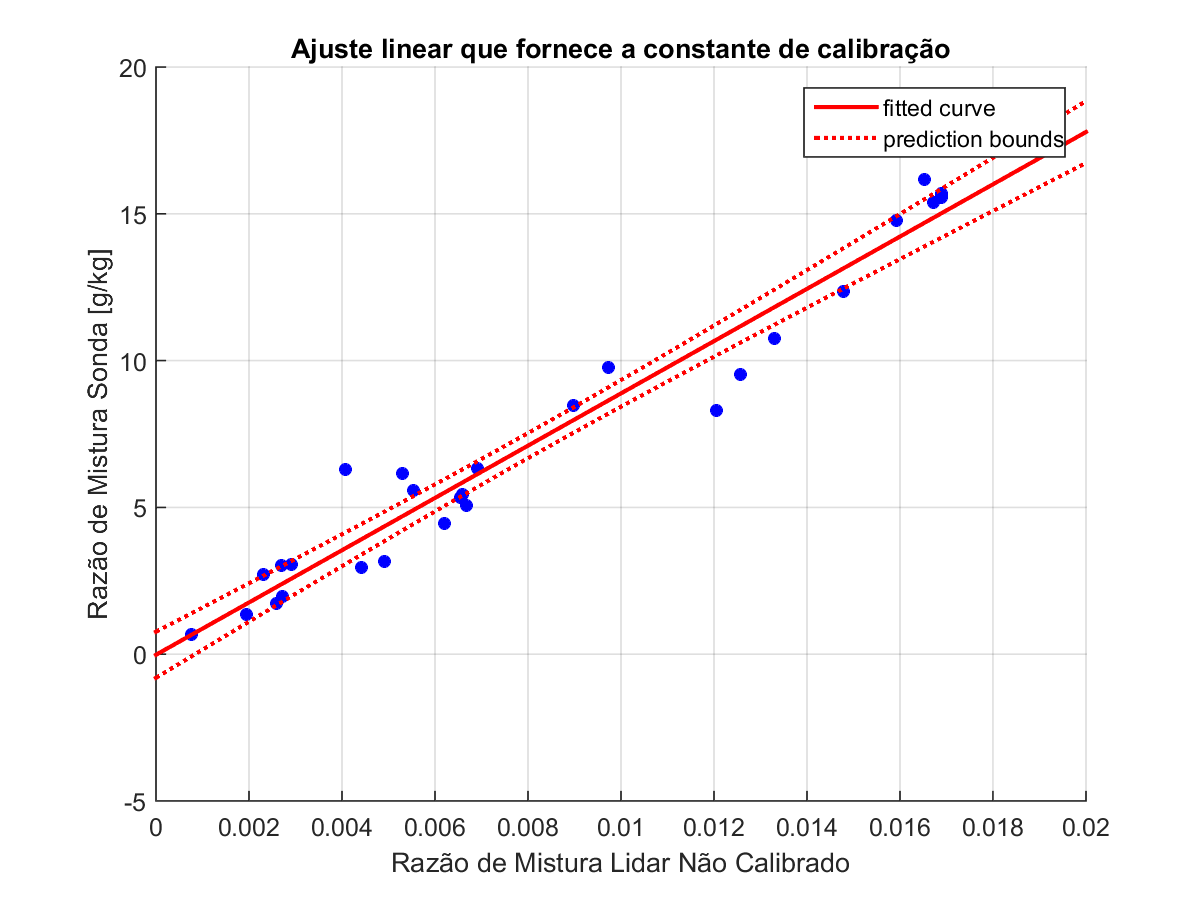 Ajuste linear que fornece a constante de calibração
fitted curve
prediction bounds
20
15
10
5
0
-5
Razão de Mistura Sonda [g/kg]
0 0.002 0.004 0.006 0.008 0.01 0.012 0.014 0.016 0.018 0.02
Razão de Mistura Lidar Não Calibrado